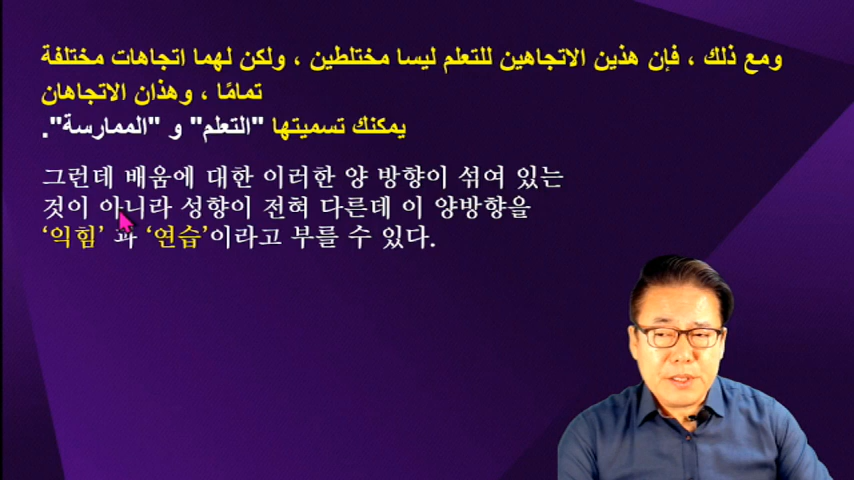 ومع ذلك ، فإن هذين الاتجاهين للتعلم ليسا مختلطين ، ولكن لهما اتجاهات مختلفة
تمامًا ، وهذان الاتجاهان
يمكنك تسميتها "التعلم" و "الممارسة".
그런데 배움에 대한 이러한 양 방향이 섞여 있는
것이 아니라 성향이 전혀 다른데 이 양방향을
‘익힘’ 과 ‘연습’이라고 부를 수 있다.